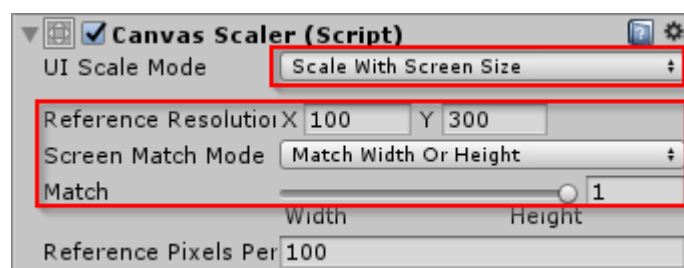 Canvas Scaler (Script)
UI Scale Mode Scale With Screen Size
Reference Resolution X 100 Y 300
Screen Match Mode Match Width Or Height
Match 1
Width Height
Reference Pixels Per 100